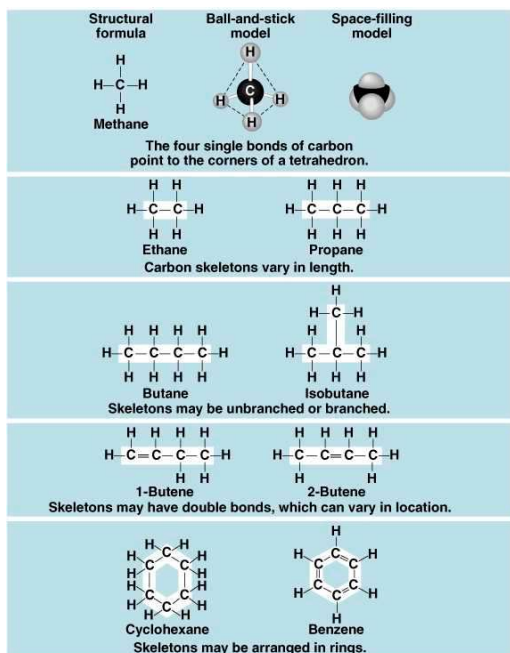 Structural formula
Ball-and-stick model
Space-filling model
H
H–C–H
H
Methane
H
C
H
H
H
The four single bonds of carbon
point to the corners of a tetrahedron.
H H
H–C–C–H
H H
Ethane
H H H
H–C–C–C–H
H H H
Propane
Carbon skeletons vary in length.
H H H H
H–C–C–C–C–H
H H H H
Butane
H
H–C–H
H H
H–C–C–C–H
H H H
Isobutane
Skeletons may be unbranched or branched.
H H H H
H–C=C–C–C–H
H H
1-Butene
H H H H
H–C–C=C–C–H
H H
2-Butene
Skeletons may have double bonds, which can vary in location.
H H H H
H C H
H C C H
H C C H
H C H
H H H H
Cyclohexane
H
H C H
C C
C C
H C H
H
Benzene
Skeletons may be arranged in rings.